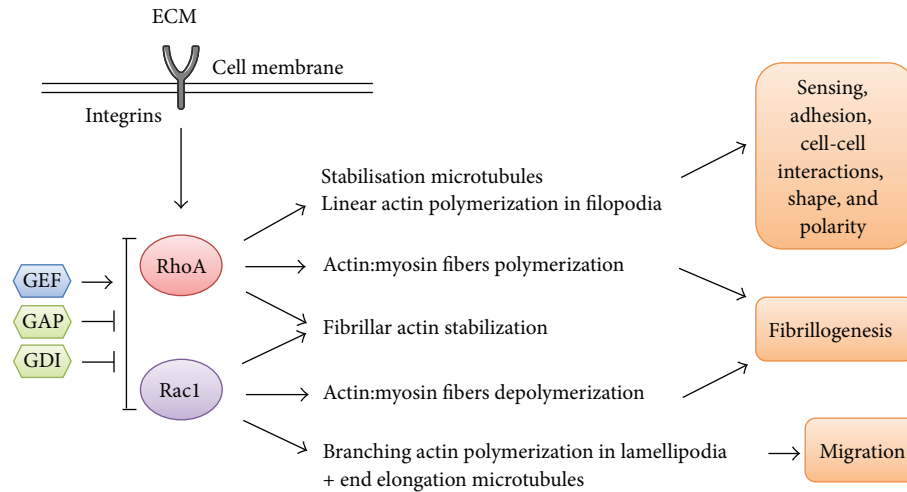 ECM
Cell membrane
Integrins
Stabilisation microtubules
Linear actin polymerization in filopodia
Sensing,
adhesion,
cell-cell
interactions,
shape, and
polarity
RhoA
Actin:myosin fibers polymerization
GEF
GAP
GDI
Fibrillar actin stabilization
Fibrillogenesis
Rac1
Actin:myosin fibers depolymerization
Branching actin polymerization in lamellipodia
+ end elongation microtubules
Migration